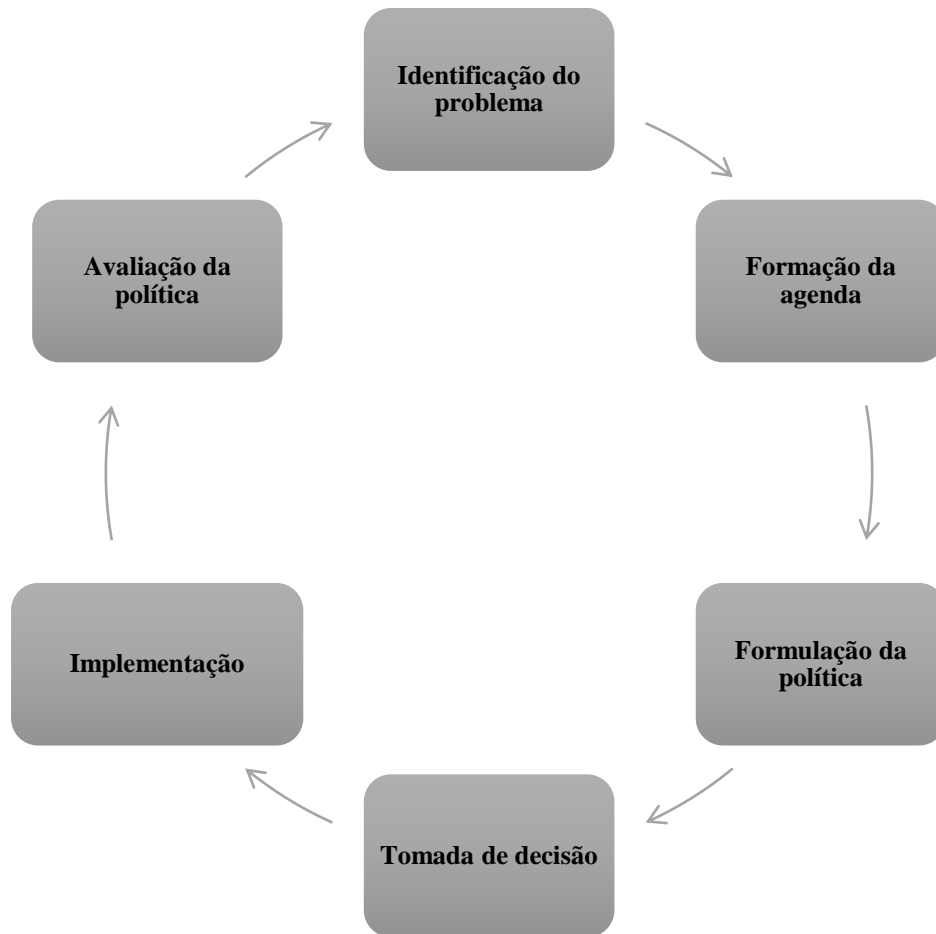 Identificação do
problema
Formação da
agenda
Formulação da
política
Tomada de decisão
Implementação
Avaliação da
política